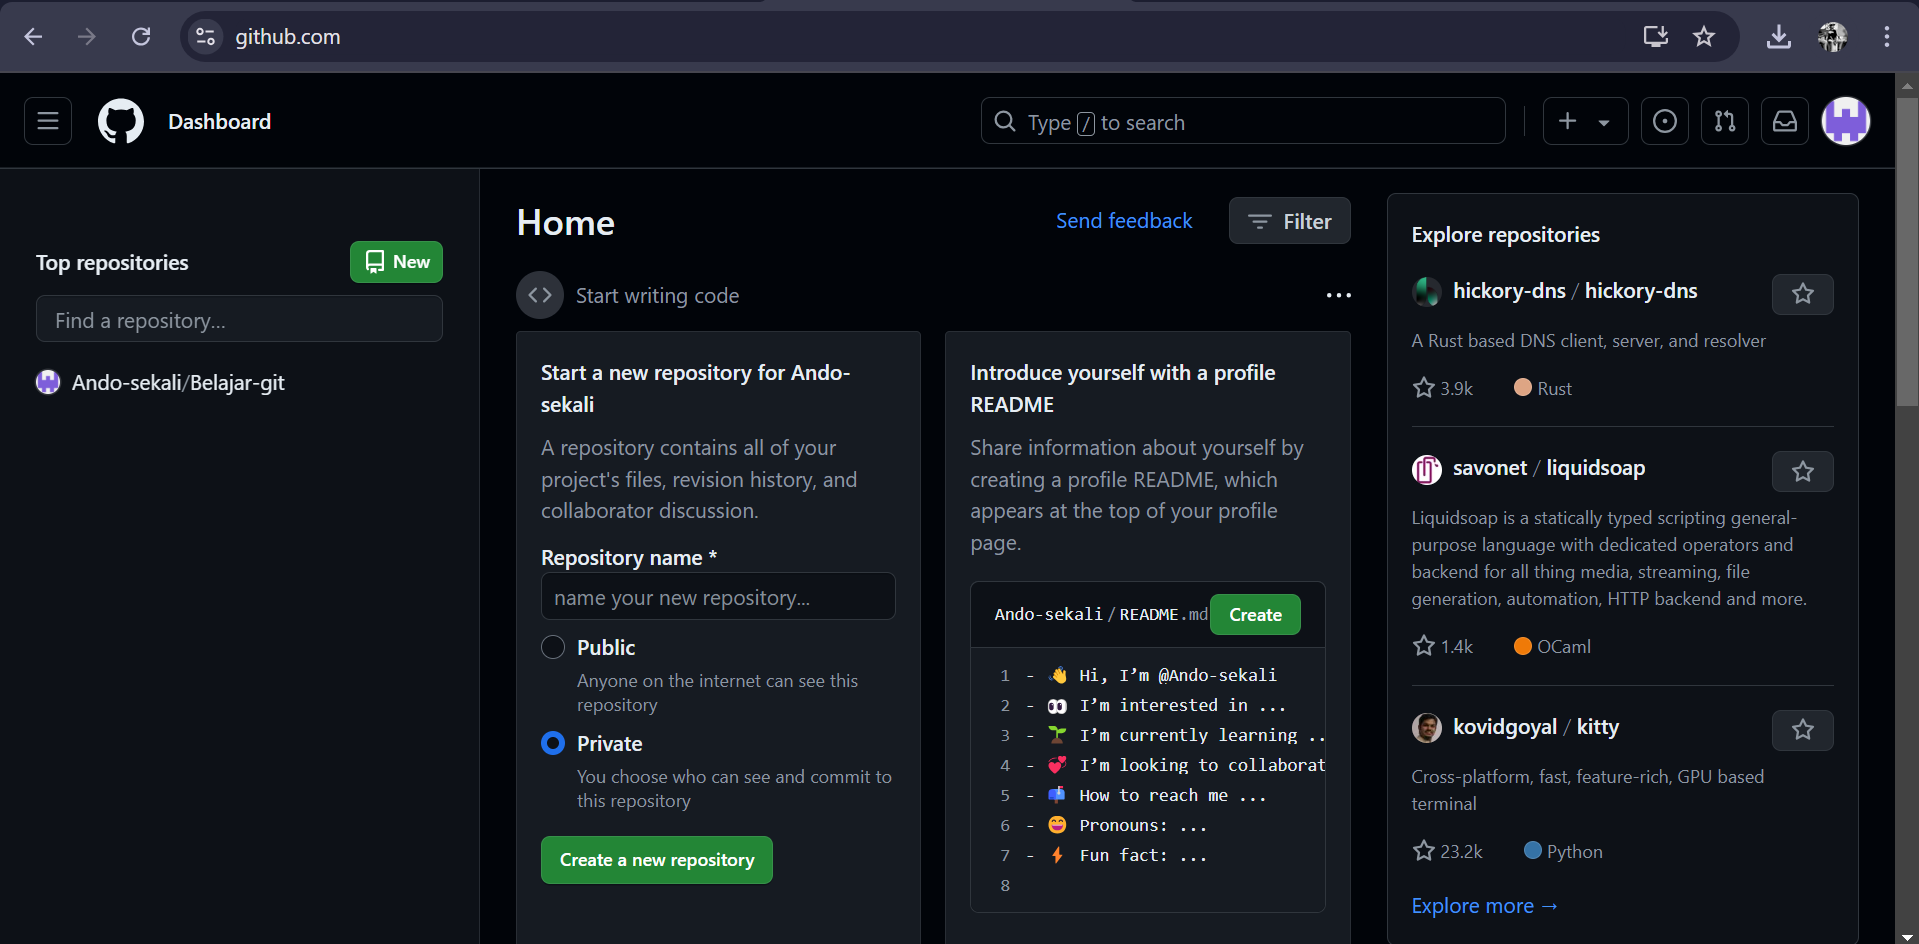 github.com
Dashboard
Type / to search
Top repositories
New
Find a repository...
Ando-sekali/Belajar-git
Home
Send feedback
Filter
Start writing code
Start a new repository for Ando-
sekali
A repository contains all of your
project's files, revision history, and
collaborator discussion.
Repository name *
name your new repository...
Public
Anyone on the internet can see this
repository
Private
You choose who can see and commit to
this repository
Create a new repository
Introduce yourself with a profile
README
Share information about yourself by
creating a profile README, which
appears at the top of your profile
page.
Ando-sekali/README.md
Create
1 - 👋 Hi, I’m @Ando-sekali
2 - 👀 I’m interested in ...
3 - 🌱 I’m currently learning ..
4 - 💞️ I’m looking to collaborat
5 - 📫 How to reach me ...
6 - 😄 Pronouns: ...
7 - ⚡ Fun fact: ...
8
Explore repositories
hickory-dns / hickory-dns
A Rust based DNS client, server, and resolver
3.9k Rust
savonet / liquidsoap
Liquidsoap is a statically typed scripting general-
purpose language with dedicated operators and
backend for all thing media, streaming, file
generation, automation, HTTP backend and more.
1.4k OCaml
kovidgoyal / kitty
Cross-platform, fast, feature-rich, GPU based
terminal
23.2k Python
Explore more →